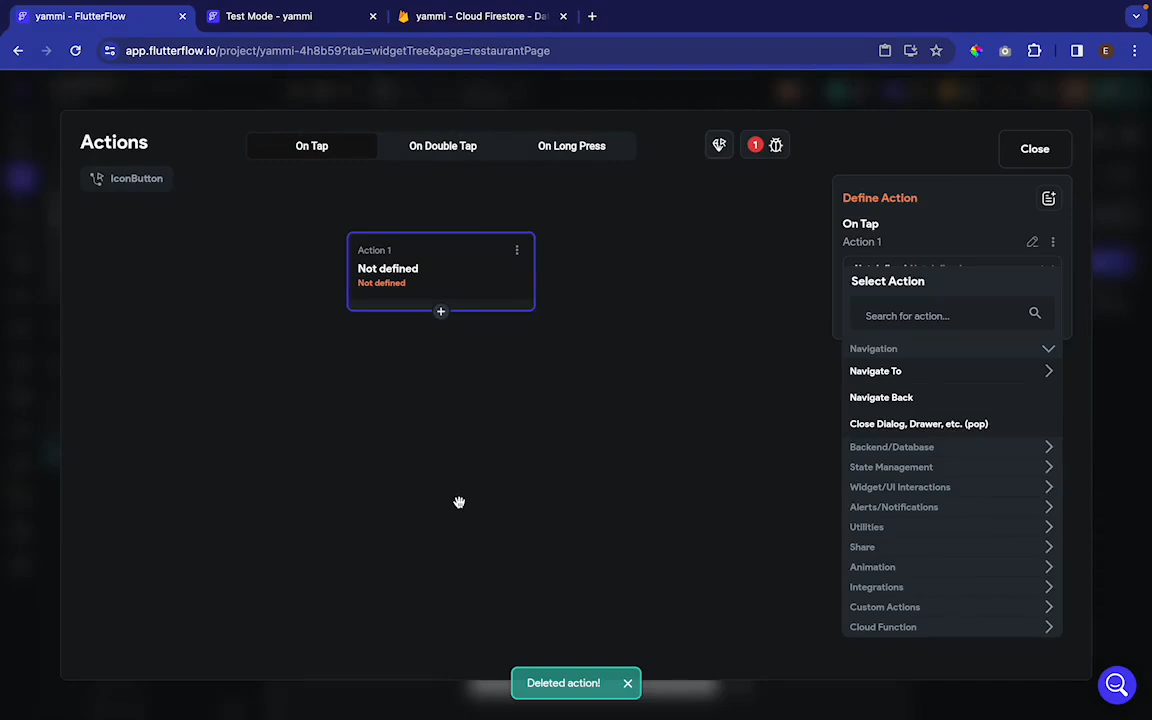 yammi - FlutterFlow
Test Mode - yammi
yammi - Cloud Firestore - Da
app.flutterflow.io/project/yammi-4h8b59?tab=widgetTree&page=restaurantPage
E
Actions
On Tap
On Double Tap
On Long Press
1
Close
IconButton
Define Action
On Tap
Action 1
Action 1
Not defined
Not defined
Select Action
Search for action...
Navigation
Navigate To
Navigate Back
Close Dialog, Drawer, etc. (pop)
Backend/Database
State Management
Widget/UI Interactions
Alerts/Notifications
Utilities
Share
Animation
Integrations
Custom Actions
Cloud Function
Deleted action!